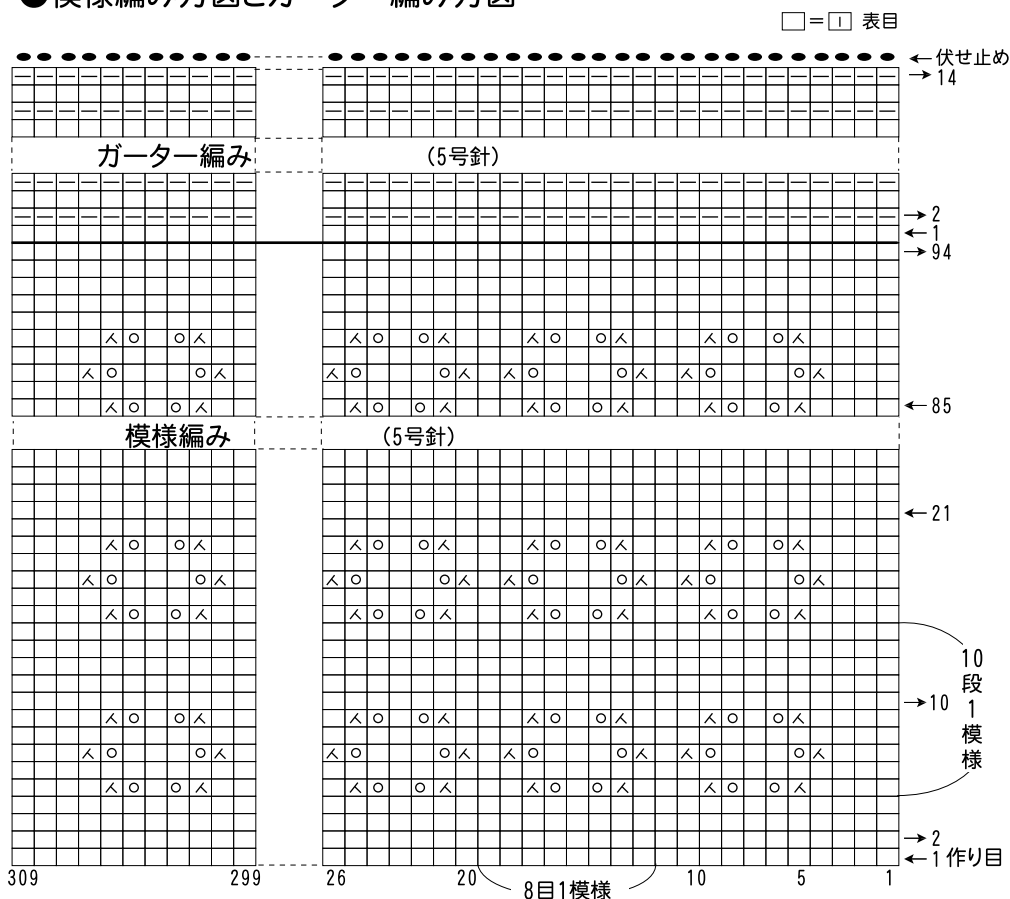 ●模様編み方図とガーター編み方図
□=□ 表目
←伏せ止め
→14
ガーター編み
(5号針)
→2
←1
→94
←85
模様編み
(5号針)
←21
10段1模様
→10
→2
←1 作り目
309 299 26 20 10 5 1
8目1模様